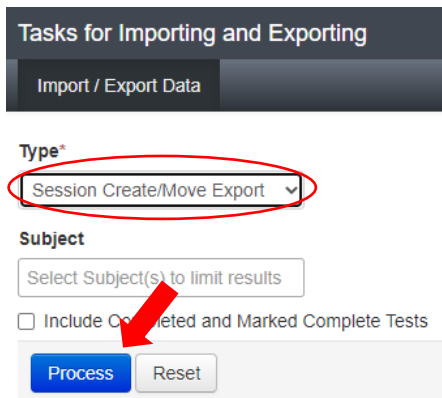 Tasks for Importing and Exporting
Import / Export Data
Type*
Session Create/Move Export
Subject
Select Subject(s) to limit results
Include Completed and Marked Complete Tests
Process Reset